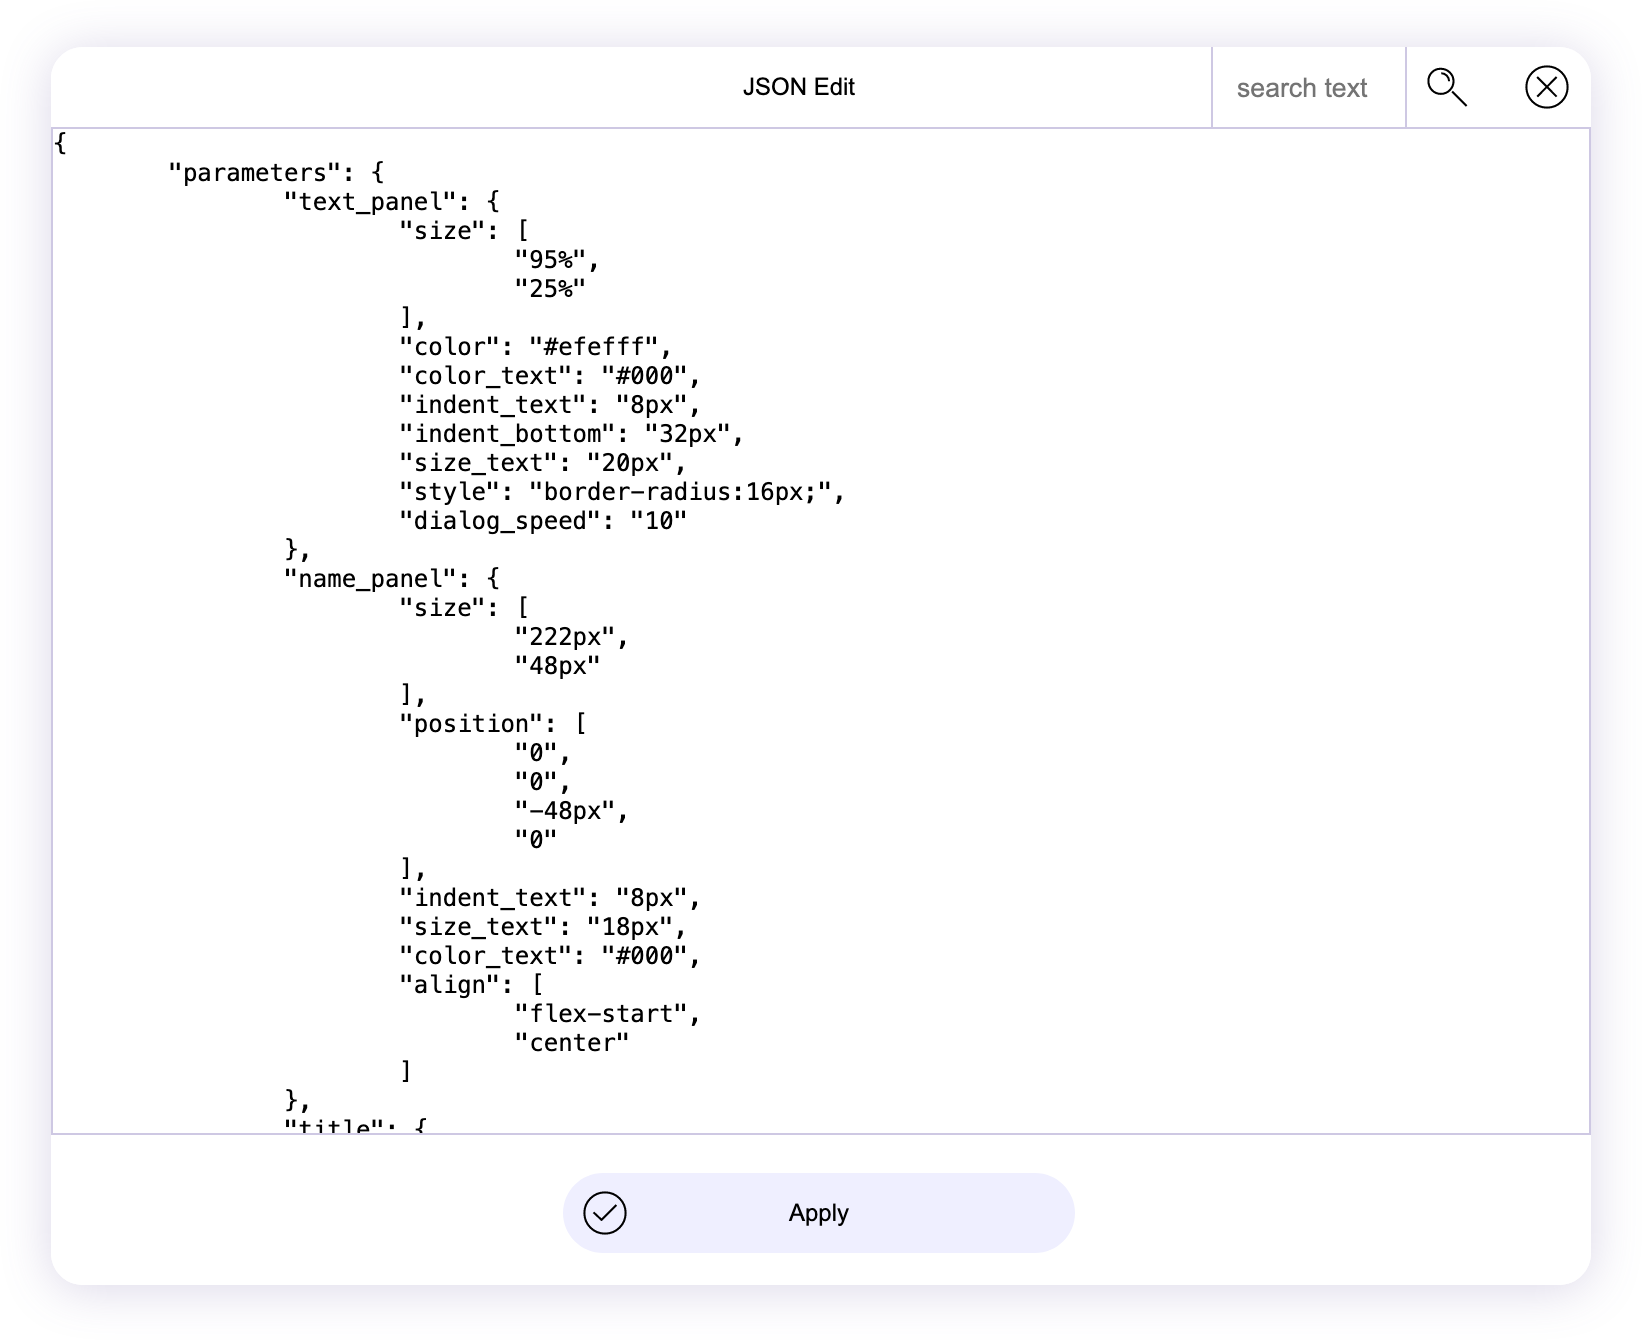 JSON Edit
search text
{
"parameters": {
"text_panel": {
"size": [
"95%",
"25%"
],
"color": "#efefff",
"color_text": "#000",
"indent_text": "8px",
"indent_bottom": "32px",
"size_text": "20px",
"style": "border-radius:16px;",
"dialog_speed": "10"
},
"name_panel": {
"size": [
"222px",
"48px"
],
"position": [
"0",
"0",
"-48px",
"0"
],
"indent_text": "8px",
"size_text": "18px",
"color_text": "#000",
"align": [
"flex-start",
"center"
]
},
"title": {
Apply